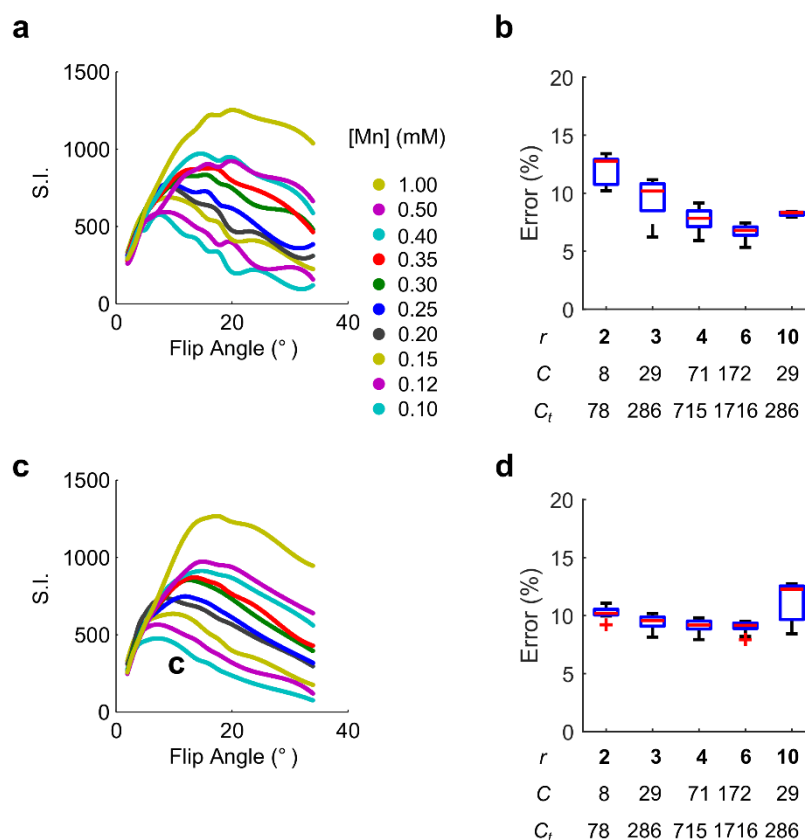 a
1500
1000
500
0
S.I.
0 20 40
Flip Angle (°)
[Mn] (mM)
1.00
0.50
0.40
0.35
0.30
0.25
0.20
0.15
0.12
0.10
b
20
15
10
5
0
Error (%)
r 2 3 4 6 10
C 8 29 71 172 29
Ct 78 286 715 1716 286
c
1500
1000
500
0
S.I.
c
0 20 40
Flip Angle (°)
d
20
15
10
5
0
Error (%)
r 2 3 4 6 10
C 8 29 71 172 29
Ct 78 286 715 1716 286